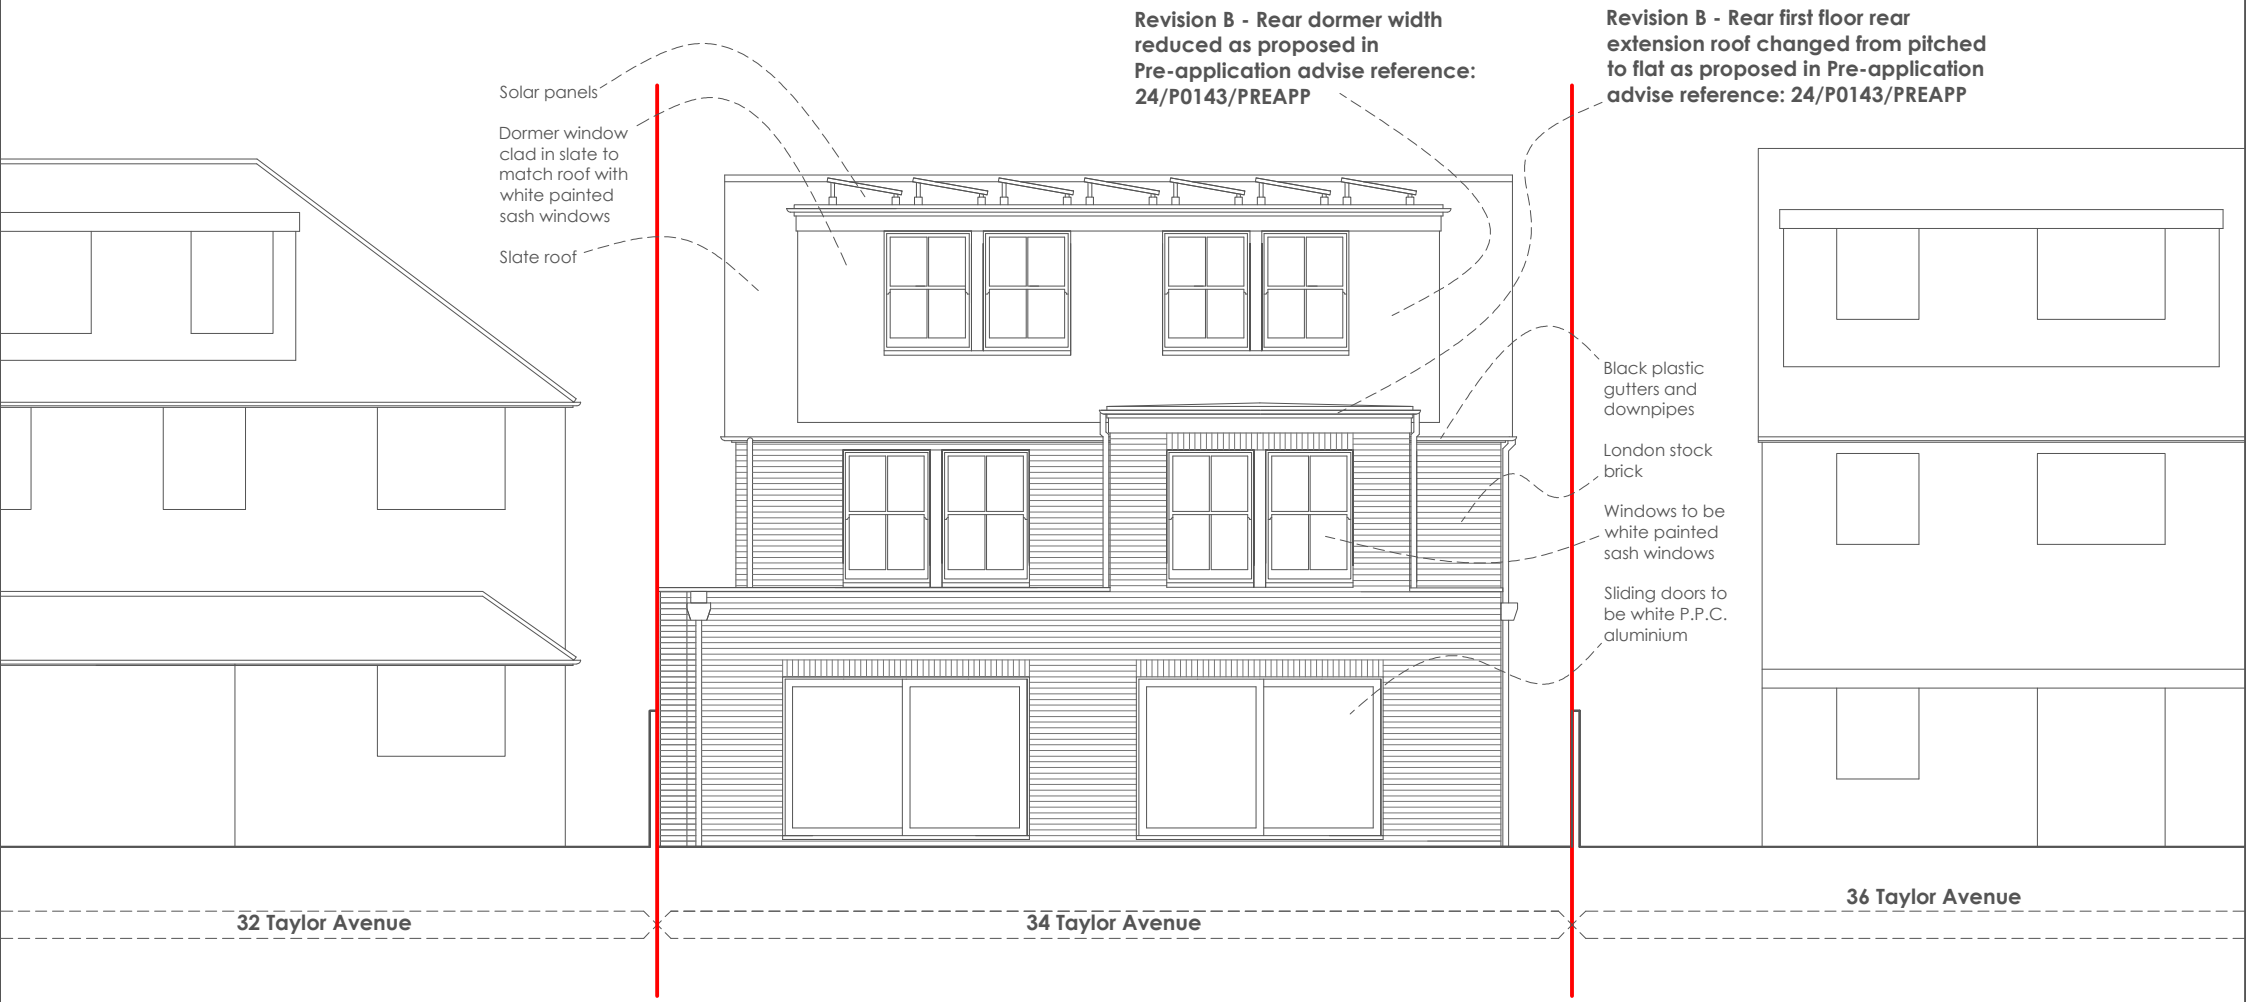 Revision B - Rear dormer width
reduced as proposed in
Pre-application advise reference:
24/P0143/PREAPP
Revision B - Rear first floor rear
extension roof changed from pitched
to flat as proposed in Pre-application
advise reference: 24/P0143/PREAPP
Solar panels
Dormer window
clad in slate to
match roof with
white painted
sash windows
Slate roof
Black plastic
gutters and
downpipes
London stock
brick
Windows to be
white painted
sash windows
Sliding doors to
be white P.P.C.
aluminium
32 Taylor Avenue
34 Taylor Avenue
36 Taylor Avenue